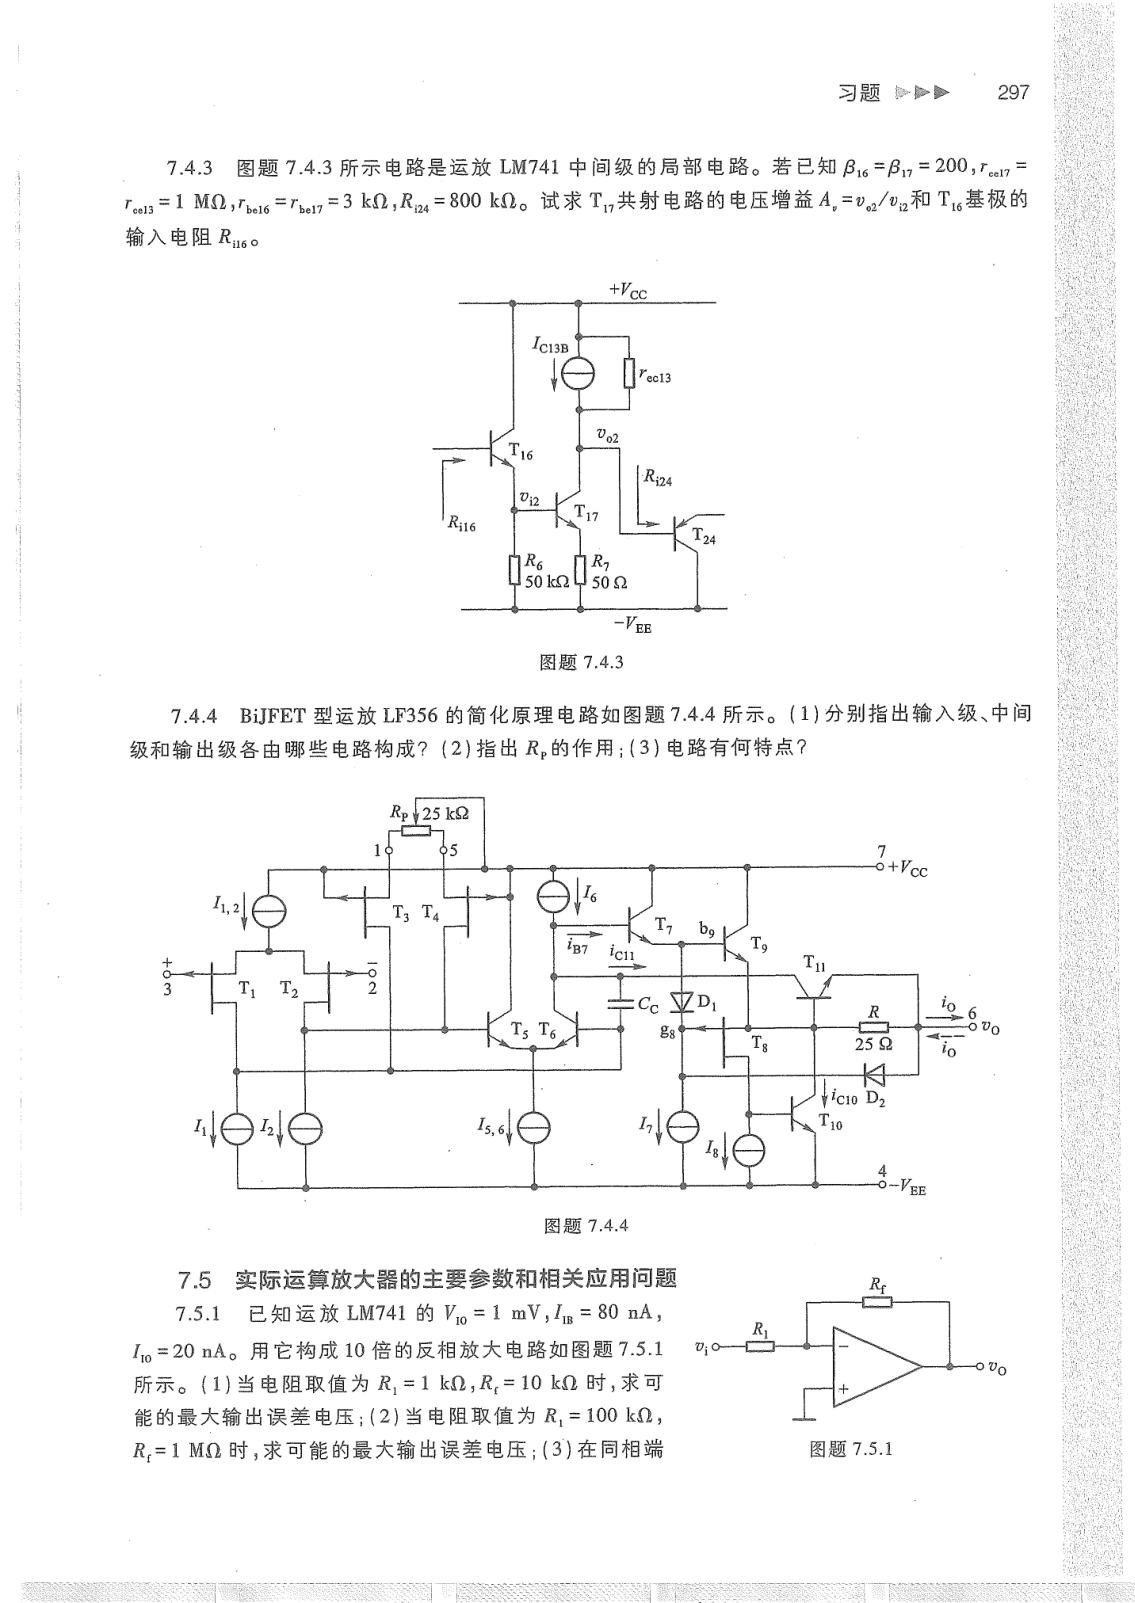 习题 297
7.4.3 图题 7.4.3 所示电路是运放 LM741 中间级的局部电路。若已知 β16 = β17 = 200, rce17 =
rec13 = 1 MΩ, rbe16 = rbe17 = 3 kΩ, Ri24 = 800 kΩ。试求 T17共射电路的电压增益 Av = vo2/vi2和 T16基极的
输入电阻 Ri16。
+VCC
IC13B
rec13
vo2
T16
Ri24
vi2
T17
Ri16
T24
R6
50 kΩ
R7
50 Ω
-VEE
图题 7.4.3
7.4.4 BiJFET 型运放 LF356 的简化原理电路如图题 7.4.4 所示。(1)分别指出输入级、中间
级和输出级各由哪些电路构成? (2)指出 RP的作用;(3)电路有何特点?
RP 25 kΩ
1 5
7
+VCC
I1,2
T3 T4
I6
T7
b9
T9
iB7
iC11
T11
+
3
T1 T2
-
2
CC
D1
T5 T6
g8
T8
R
25 Ω
iO
6
vO
iO
iC10 D2
I1
I2
I5,6
I7
I8
T10
4
-VEE
图题 7.4.4
7.5 实际运算放大器的主要参数和相关应用问题
7.5.1 已知运放 LM741 的 VIO = 1 mV, IIB = 80 nA,
IIO = 20 nA。用它构成 10 倍的反相放大电路如图题 7.5.1
所示。(1)当电阻取值为 R1 = 1 kΩ, Rf = 10 kΩ 时,求可
能的最大输出误差电压;(2)当电阻取值为 R1 = 100 kΩ,
Rf = 1 MΩ 时,求可能的最大输出误差电压;(3)在同相端
Rf
R1
vi
-
+
vO
图题 7.5.1